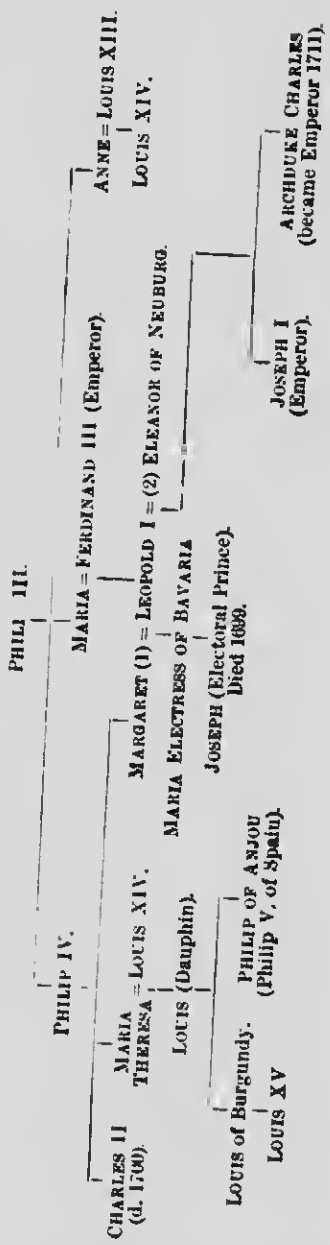 PHILI III.
PHILIP IV.
MARIA = FERDINAND III (Emperor).
ANNE = LOUIS XIII.
LOUIS XIV.
CHARLES II
(d. 1700).
MARIA
THERESA = LOUIS XIV.
MARGARET (1) = LEOPOLD I = (2) ELEANOR OF NEUBURG.
LOUIS (Dauphin).
MARIA ELECTRESS OF BAVARIA
JOSEPH (Electoral Prince).
Died 1699.
JOSEPH I
(Emperor).
ARCHDUKE CHARLES
(became Emperor 1711).
LOUIS of Burgundy.
LOUIS XV
PHILIP OF ANJOU
(Philip V. of Spain).